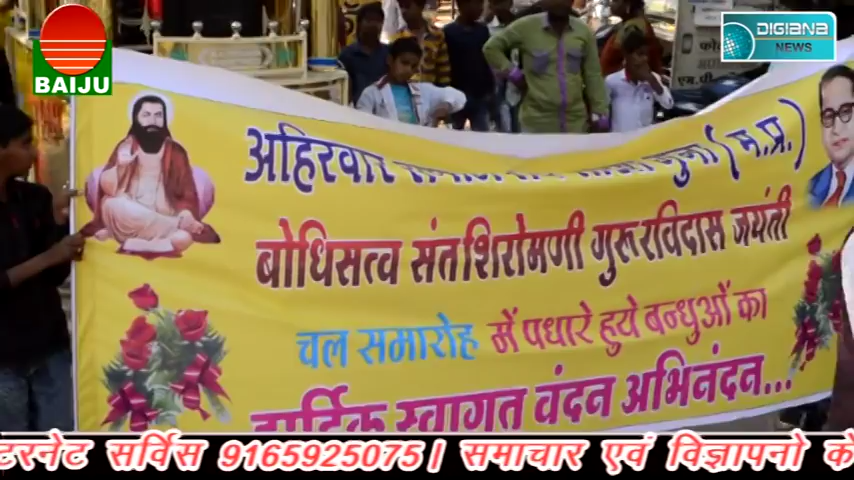 BAIJU
DIGIANA
NEWS
अहिरवार गुना (म.प्र.)
बोधिसत्व संत शिरोमणी गुरूरविदास जयंती
चल समारोह में पधारे हुये बन्धुओं का
हार्दिक स्वागत वंदन अभिनंदन...
टरनेट सर्विस 9165925075। समाचार एवं विज्ञापनो के